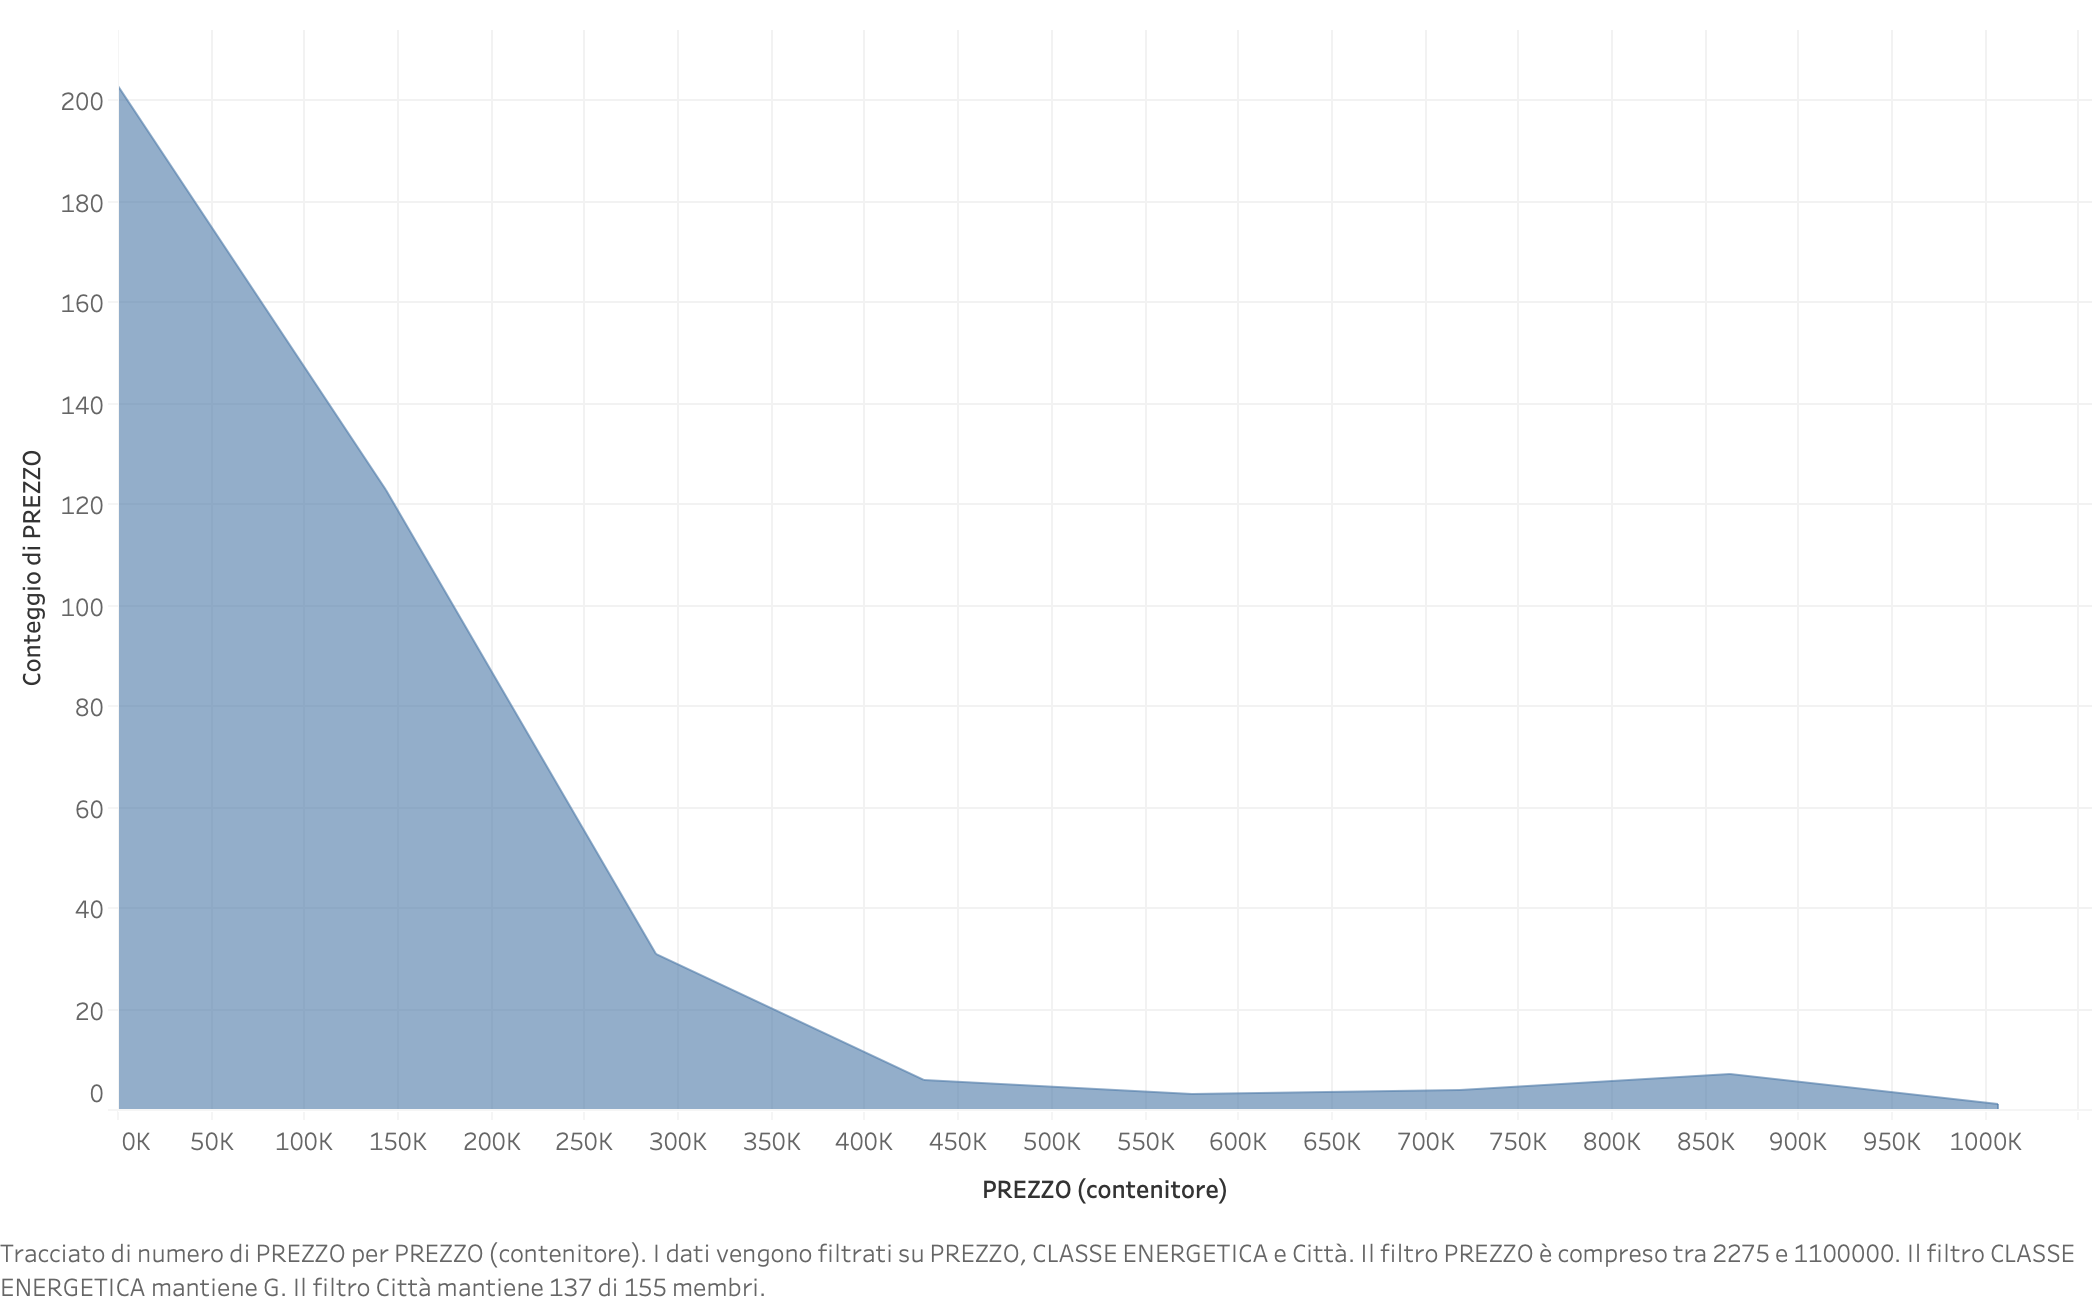 200
180
160
140
120
100
80
60
40
20
0
Conteggio di PREZZO
0K 50K 100K 150K 200K 250K 300K 350K 400K 450K 500K 550K 600K 650K 700K 750K 800K 850K 900K 950K 1000K
PREZZO (contenitore)
Tracciato di numero di PREZZO per PREZZO (contenitore). I dati vengono filtrati su PREZZO, CLASSE ENERGETICA e Città. Il filtro PREZZO è compreso tra 2275 e 1100000. Il filtro CLASSE
ENERGETICA mantiene G. Il filtro Città mantiene 137 di 155 membri.